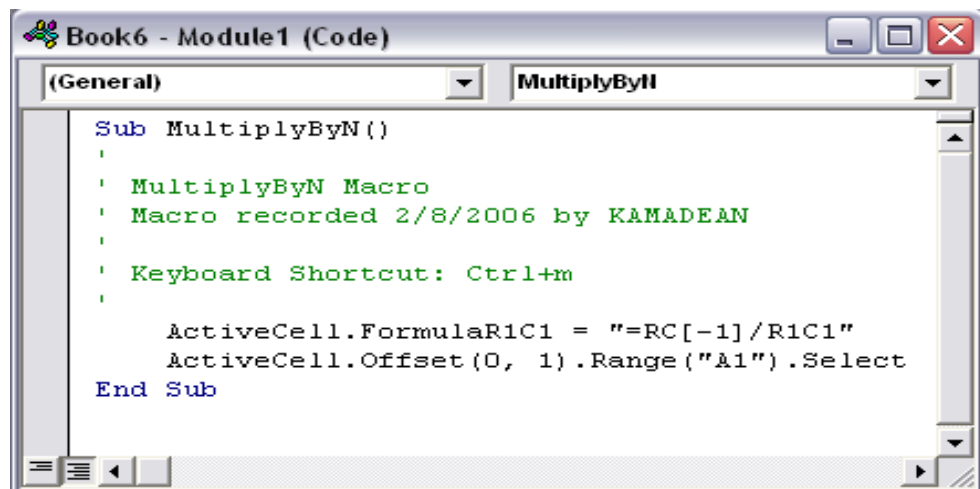 Book6 - Module1 (Code)
(General) MultiplyByN
Sub MultiplyByN()
'
' MultiplyByN Macro
' Macro recorded 2/8/2006 by KAMADEAN
'
' Keyboard Shortcut: Ctrl+m
'
ActiveCell.FormulaR1C1 = "=RC[-1]/R1C1"
ActiveCell.Offset(0, 1).Range("A1").Select
End Sub